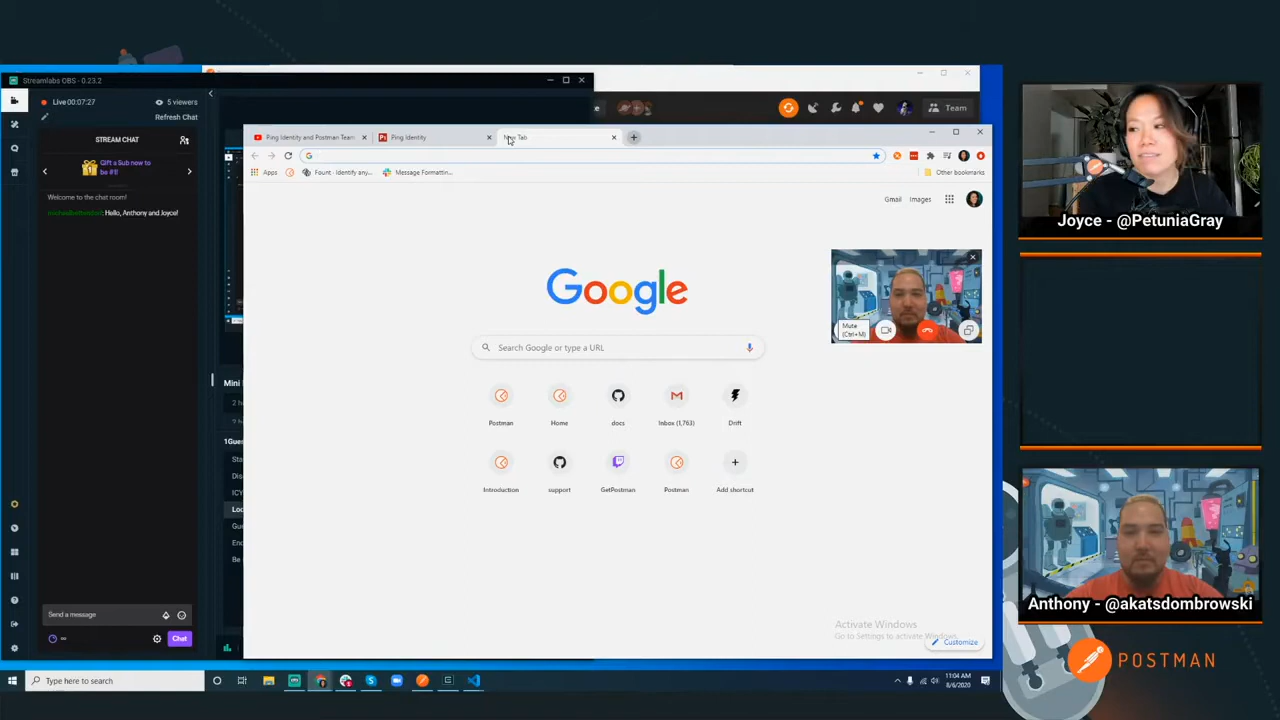 Streamlabs OBS - 0.23.2
Live 00:07:27
5 viewers
Refresh Chat
STREAM CHAT
Gift a Sub now to
be #1!
Welcome to the chat room!
Hello, Anthony and Joyce!
Send a message
Chat
Mini
Team
Ping Identity and Postman Team
Ping Identity
New Tab
Apps
Fount - Identify any...
Message Formattin...
Other bookmarks
Gmail
Images
Google
Search Google or type a URL
Mute
(Ctrl+M)
Postman
Home
docs
Inbox (1,763)
Drift
Introduction
support
GetPostman
Postman
Add shortcut
Activate Windows
Go to Settings to activate Windows.
Customize
Type here to search
11:04 AM
8/6/2020
Joyce - @PetuniaGray
Anthony - @akatsdombrowski
POSTMAN